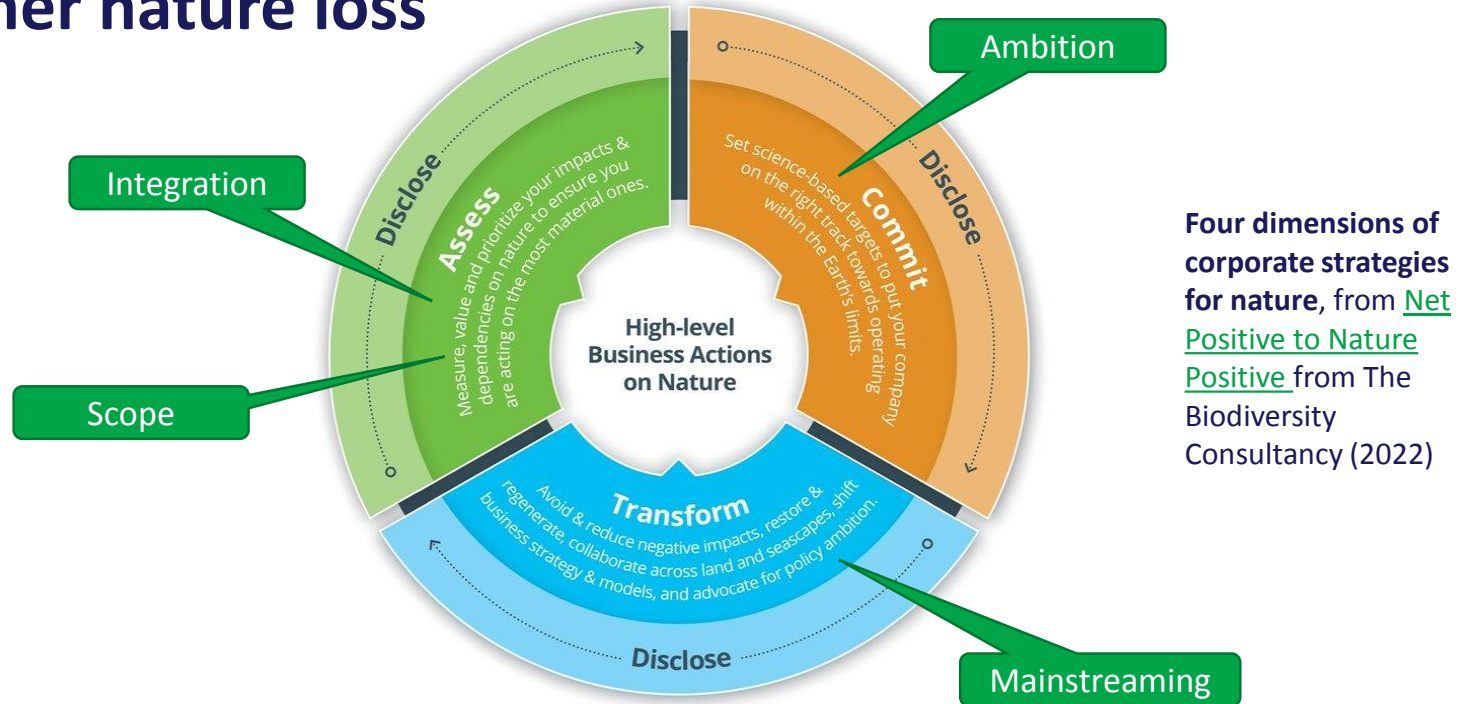 her nature loss
Ambition
Integration
Scope
Disclose
Assess
Measure, value and prioritize your impacts &
dependencies on nature to ensure you
are acting on the most material ones.
Disclose
Commit
Set science-based targets to put your company
on the right track towards operating
within the Earth's limits.
High-level
Business Actions
on Nature
Transform
Avoid & reduce negative impacts, restore &
regenerate, collaborate across land and seascapes, shift
business strategy & models, and advocate for policy ambition.
Disclose
Mainstreaming
Four dimensions of
corporate strategies
for nature, from Net
Positive to Nature
Positive from The
Biodiversity
Consultancy (2022)